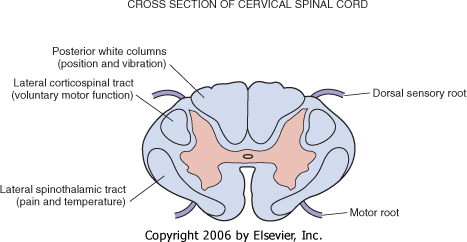 CROSS SECTION OF CERVICAL SPINAL CORD
Posterior white columns
(position and vibration)
Lateral corticospinal tract
(voluntary motor function)
Dorsal sensory root
Lateral spinothalamic tract
(pain and temperature)
Motor root
Copyright 2006 by Elsevier, Inc.